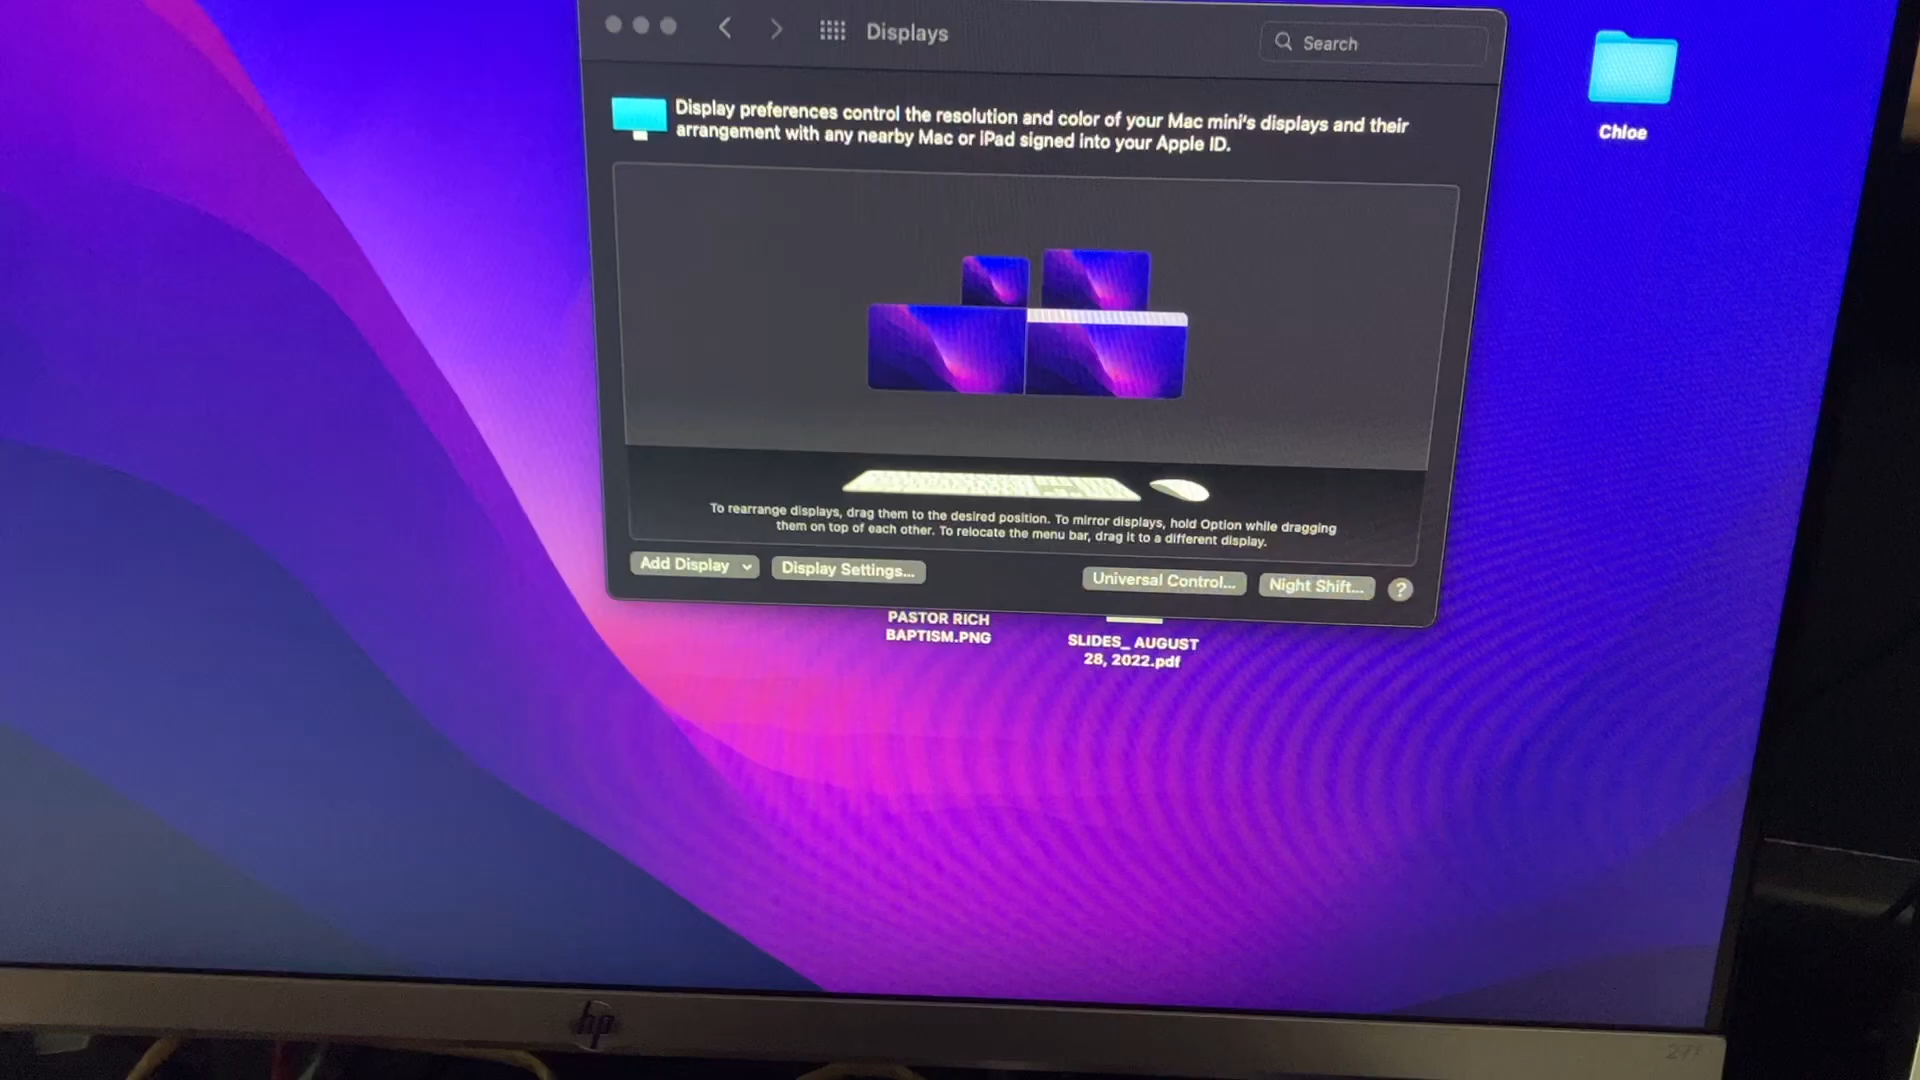 Displays
Search
Display preferences control the resolution and color of your Mac mini's displays and their
arrangement with any nearby Mac or iPad signed into your Apple ID.
Chloe
To rearrange displays, drag them to the desired position. To mirror displays, hold Option while dragging
them on top of each other. To relocate the menu bar, drag it to a different display.
Add Display
Display Settings...
Universal Control...
Night Shift...
?
PASTOR RICH
BAPTISM.PNG
SLIDES_ AUGUST
28, 2022.pdf
hp